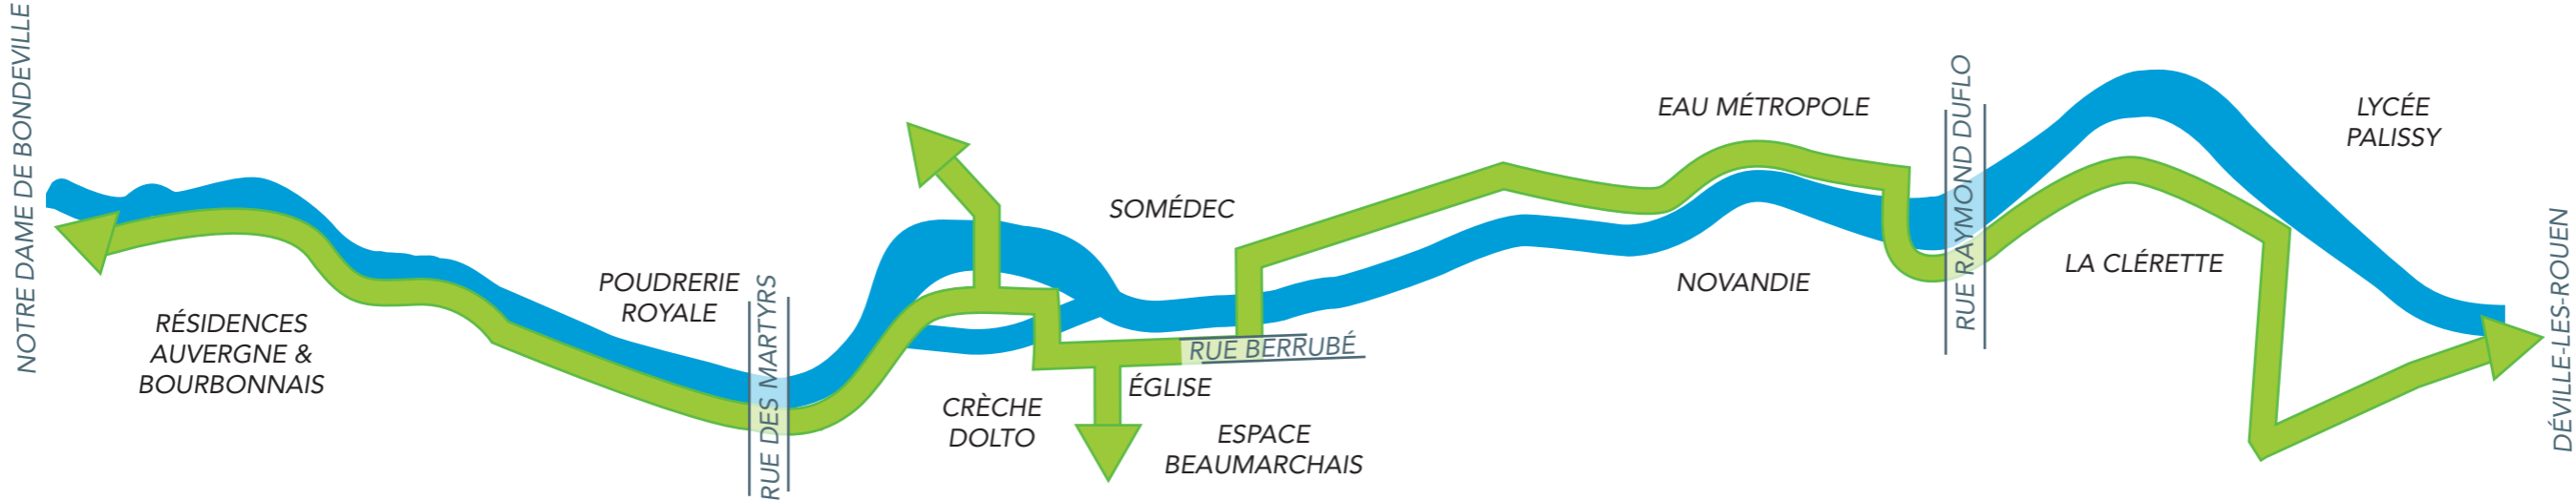 NOTRE DAME DE BONDEVILLE
RÉSIDENCES
AUVERGNE &
BOURBONNAIS
POUDRERIE
ROYALE
RUE DES MARTYRS
CRÈCHE
DOLTO
SOMÉDEC
RUE BERRUBÉ
ÉGLISE
ESPACE
BEAUMARCHAIS
EAU MÉTROPOLE
NOVANDIE
RUE RAYMOND DUFLO
LA CLÉRETTE
LYCÉE
PALISSY
DÉVILLE-LES-ROUEN